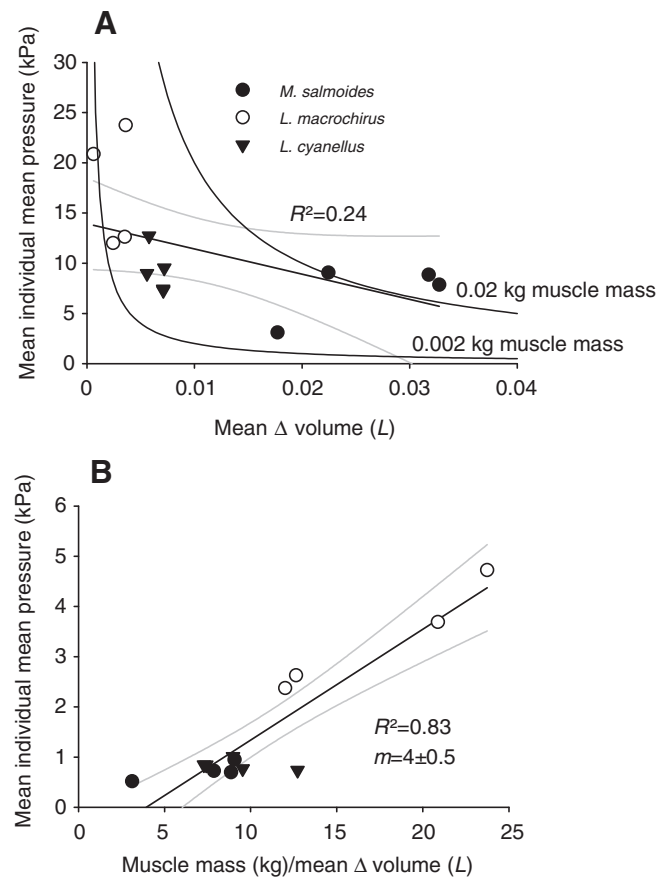 A
Mean individual mean pressure (kPa)
30
25
20
15
10
5
0
M. salmoides
L. macrochirus
L. cyanellus
R²=0.24
0.02 kg muscle mass
0.002 kg muscle mass
0 0.01 0.02 0.03 0.04
Mean Δ volume (L)
B
Mean individual mean pressure (kPa)
6
5
4
3
2
1
0
R²=0.83
m=4±0.5
0 5 10 15 20 25
Muscle mass (kg)/mean Δ volume (L)